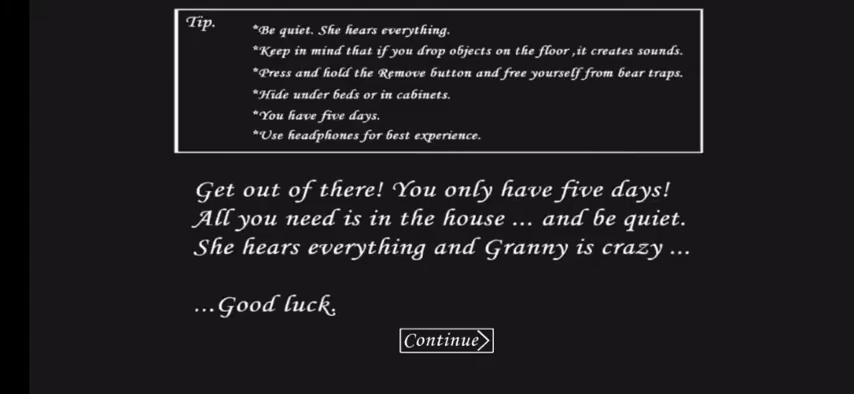 Tip.
*Be quiet. She hears everything.
*Keep in mind that if you drop objects on the floor ,it creates sounds.
*Press and hold the Remove button and free yourself from bear traps.
*Hide under beds or in cabinets.
*You have five days.
*Use headphones for best experience.
Get out of there! You only have five days!
All you need is in the house ... and be quiet.
She hears everything and Granny is crazy ...
...Good luck.
Continue